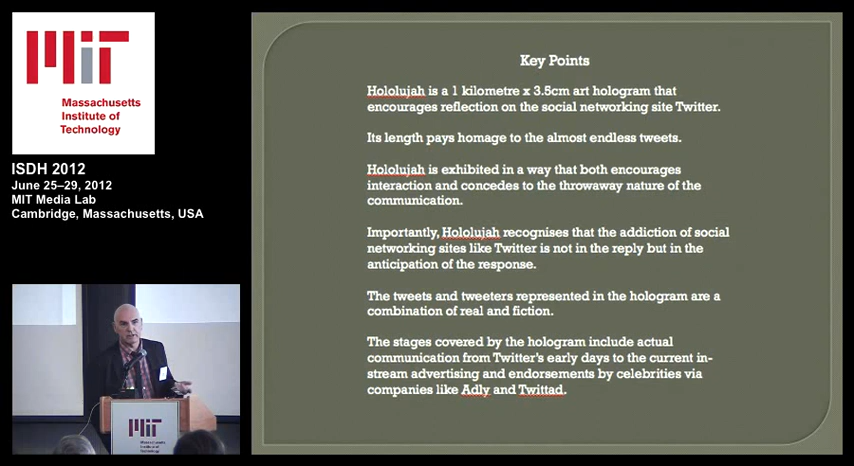 MIT
Massachusetts
Institute of
Technology
ISDH 2012
June 25–29, 2012
MIT Media Lab
Cambridge, Massachusetts, USA
MIT
Massachusetts
Institute of
Technology
Key Points
Hololujah is a 1 kilometre x 3.5cm art hologram that
encourages reflection on the social networking site Twitter.
Its length pays homage to the almost endless tweets.
Hololujah is exhibited in a way that both encourages
interaction and concedes to the throwaway nature of the
communication.
Importantly, Hololujah recognises that the addiction of social
networking sites like Twitter is not in the reply but in the
anticipation of the response.
The tweets and tweeters represented in the hologram are a
combination of real and fiction.
The stages covered by the hologram include actual
communication from Twitter's early days to the current in-
stream advertising and endorsements by celebrities via
companies like Adly and Twittad.